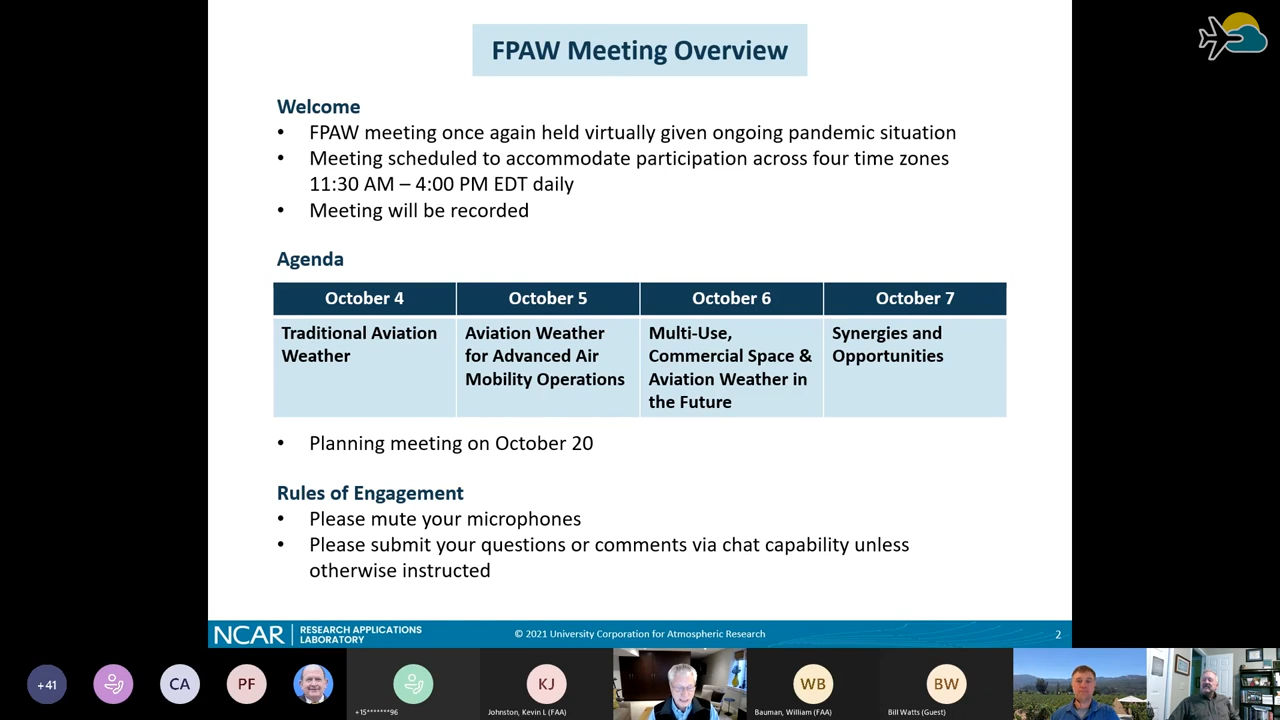 FPAW Meeting Overview
Welcome
• FPAW meeting once again held virtually given ongoing pandemic situation
• Meeting scheduled to accommodate participation across four time zones
11:30 AM – 4:00 PM EDT daily
• Meeting will be recorded
Agenda
October 4 October 5 October 6 October 7
Traditional Aviation Aviation Weather Multi-Use, Synergies and
Weather for Advanced Air Commercial Space & Opportunities
Mobility Operations Aviation Weather in
the Future
• Planning meeting on October 20
Rules of Engagement
• Please mute your microphones
• Please submit your questions or comments via chat capability unless
otherwise instructed
NCAR RESEARCH APPLICATIONS LABORATORY © 2021 University Corporation for Atmospheric Research 2
+41 CA PF KJ WB BW
+15*******96 Johnston, Kevin L (FAA) Bauman, William (FAA) Bill Watts (Guest)